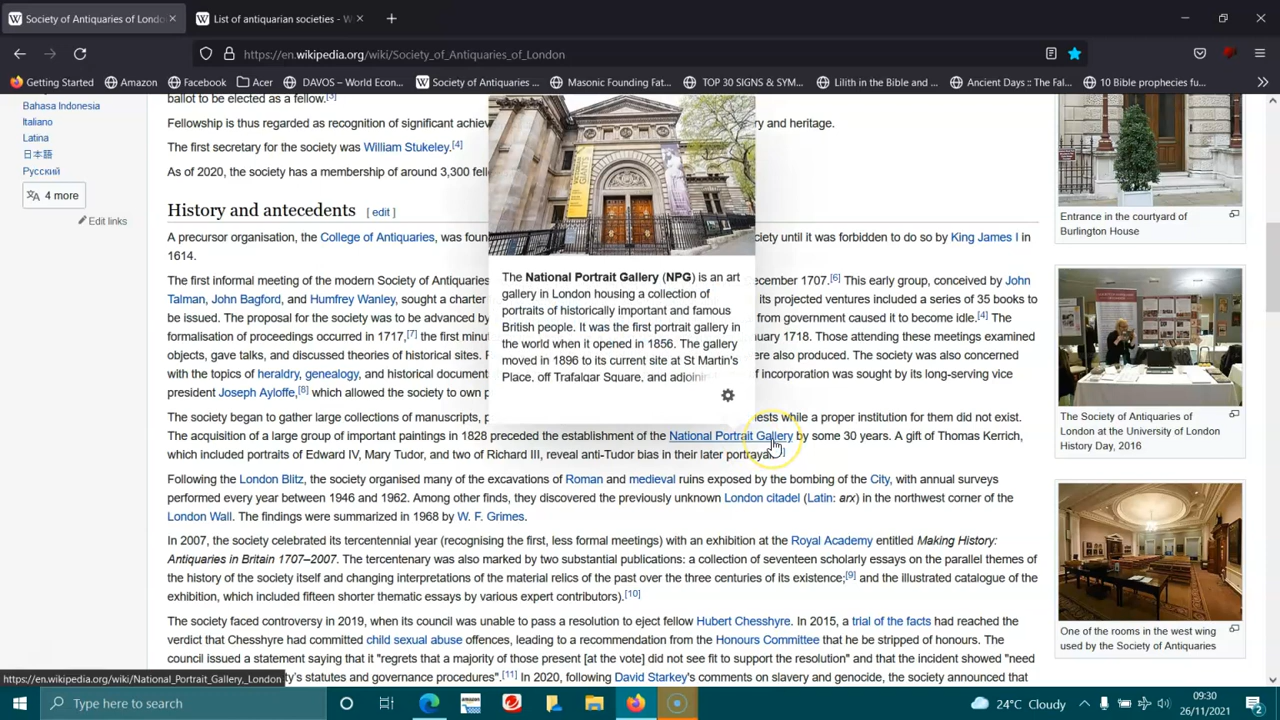 Society of Antiquaries of Londo
List of antiquarian societies - W
https://en.wikipedia.org/wiki/Society_of_Antiquaries_of_London
Getting Started
Amazon
Facebook
Acer
DAVOS – World Econ...
Society of Antiquaries ...
Masonic Founding Fat...
TOP 30 SIGNS & SYM...
Lilith in the Bible and ...
Ancient Days :: The Fal...
10 Bible prophecies fu...
Bahasa Indonesia
Italiano
Latina
日本語
Русский
4 more
Edit links
ballot to be elected as a fellow.[3]
Fellowship is thus regarded as recognition of significant achie
ry and heritage.
The first secretary for the society was William Stukeley.[4]
As of 2020, the society has a membership of around 3,300 fell
History and antecedents [ edit ]
A precursor organisation, the College of Antiquaries, was foun
ciety until it was forbidden to do so by King James I in
1614.
The first informal meeting of the modern Society of Antiquaries
ecember 1707.[6] This early group, conceived by John
Talman, John Bagford, and Humfrey Wanley, sought a charter
its projected ventures included a series of 35 books to
be issued. The proposal for the society was to be advanced by
from government caused it to become idle.[4] The
formalisation of proceedings occurred in 1717,[7] the first minut
nuary 1718. Those attending these meetings examined
objects, gave talks, and discussed theories of historical sites. F
ere also produced. The society was also concerned
with the topics of heraldry, genealogy, and historical document
of incorporation was sought by its long-serving vice
president Joseph Ayloffe,[8] which allowed the society to own p
The society began to gather large collections of manuscripts, p
ests while a proper institution for them did not exist.
The acquisition of a large group of important paintings in 1828 preceded the establishment of the National Portrait Gallery by some 30 years. A gift of Thomas Kerrich,
which included portraits of Edward IV, Mary Tudor, and two of Richard III, reveal anti-Tudor bias in their later portrayal.
Following the London Blitz, the society organised many of the excavations of Roman and medieval ruins exposed by the bombing of the City, with annual surveys
performed every year between 1946 and 1962. Among other finds, they discovered the previously unknown London citadel (Latin: arx) in the northwest corner of the
London Wall. The findings were summarized in 1968 by W. F. Grimes.
In 2007, the society celebrated its tercentennial year (recognising the first, less formal meetings) with an exhibition at the Royal Academy entitled Making History:
Antiquaries in Britain 1707–2007. The tercentenary was also marked by two substantial publications: a collection of seventeen scholarly essays on the parallel themes of
the history of the society itself and changing interpretations of the material relics of the past over the three centuries of its existence;[9] and the illustrated catalogue of the
exhibition, which included fifteen shorter thematic essays by various expert contributors).[10]
The society faced controversy in 2019, when its council was unable to pass a resolution to eject fellow Hubert Chesshyre. In 2015, a trial of the facts had reached the
verdict that Chesshyre had committed child sexual abuse offences, leading to a recommendation from the Honours Committee that he be stripped of honours. The
council issued a statement saying that it "regrets that a majority of those present [at the vote] did not see fit to support the resolution" and that the incident showed "need
y's statutes and governance procedures".[11] In 2020, following David Starkey's comments on slavery and genocide, the society announced that
The National Portrait Gallery (NPG) is an art
gallery in London housing a collection of
portraits of historically important and famous
British people. It was the first portrait gallery in
the world when it opened in 1856. The gallery
moved in 1896 to its current site at St Martin's
Place, off Trafalgar Square, and adjoinin
Entrance in the courtyard of
Burlington House
The Society of Antiquaries of
London at the University of London
History Day, 2016
One of the rooms in the west wing
used by the Society of Antiquaries
https://en.wikipedia.org/wiki/National_Portrait_Gallery,_London
Type here to search
24°C Cloudy
09:30
26/11/2021
2